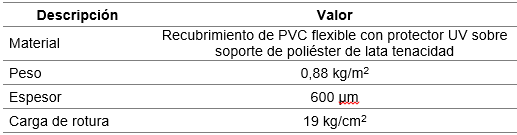 Descripción Valor
Material Recubrimiento de PVC flexible con protector UV sobre
soporte de poliéster de lata tenacidad
Peso 0,88 kg/m²
Espesor 600 µm
Carga de rotura 19 kg/cm²